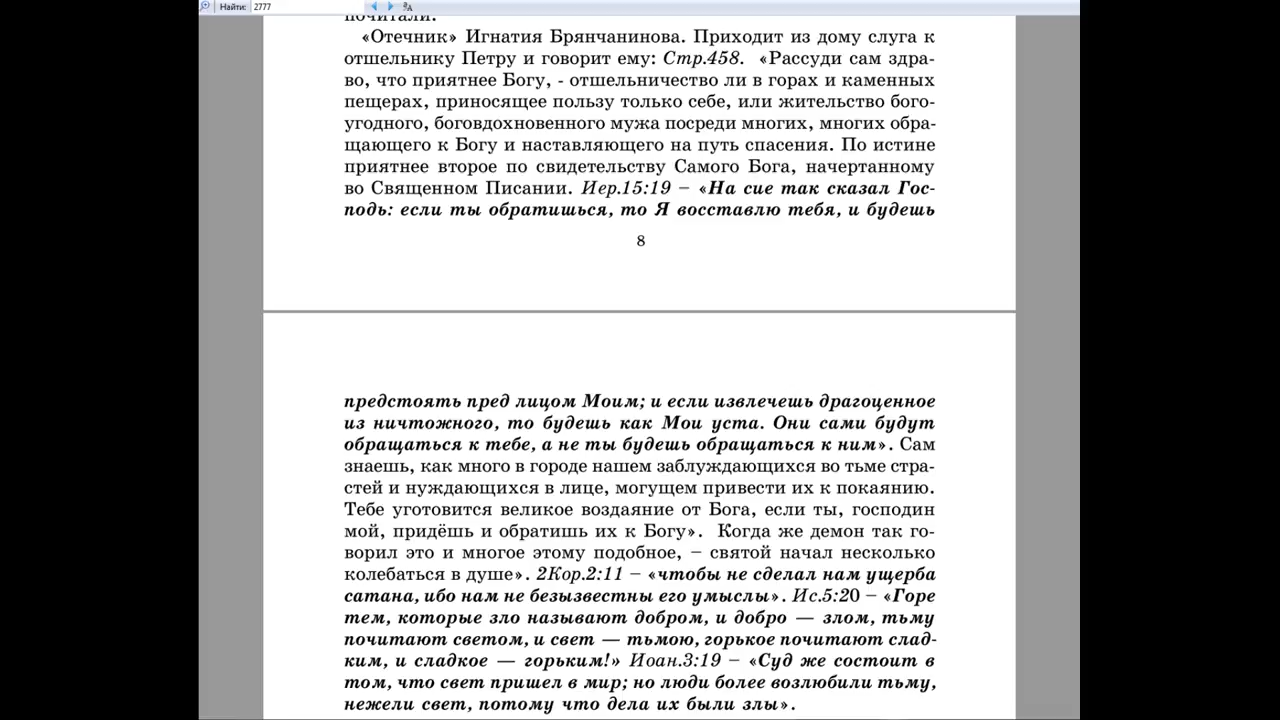 Найти: 2777
почитали.
«Отечник» Игнатия Брянчанинова. Приходит из дому слуга к
отшельнику Петру и говорит ему: Стр.458. «Рассуди сам здра-
во, что приятнее Богу, - отшельничество ли в горах и каменных
пещерах, приносящее пользу только себе, или жительство бого-
угодного, боговдохновенного мужа посреди многих, многих обра-
щающего к Богу и наставляющего на путь спасения. По истине
приятнее второе по свидетельству Самого Бога, начертанному
во Священном Писании. Иер.15:19 – «На сие так сказал Гос-
подь: если ты обратишься, то Я восставлю тебя, и будешь
8
предстоять пред лицом Моим; и если извлечешь драгоценное
из ничтожного, то будешь как Мои уста. Они сами будут
обращаться к тебе, а не ты будешь обращаться к ним». Сам
знаешь, как много в городе нашем заблуждающихся во тьме стра-
стей и нуждающихся в лице, могущем привести их к покаянию.
Тебе уготовится великое воздаяние от Бога, если ты, господин
мой, придёшь и обратишь их к Богу». Когда же демон так го-
ворил это и многое этому подобное, – святой начал несколько
колебаться в душе». 2Кор.2:11 – «чтобы не сделал нам ущерба
сатана, ибо нам не безызвестны его умыслы». Ис.5:20 – «Горе
тем, которые зло называют добром, и добро — злом, тьму
почитают светом, и свет — тьмою, горькое почитают слад-
ким, и сладкое — горьким!» Иоан.3:19 – «Суд же состоит в
том, что свет пришел в мир; но люди более возлюбили тьму,
нежели свет, потому что дела их были злы».